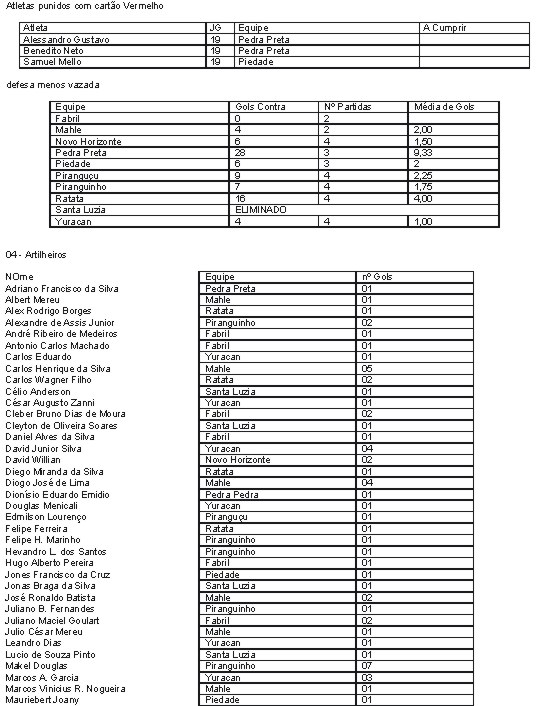 Atletas punidos com cartão Vermelho
Atleta JG Equipe A Cumprir
Alessandro Gustavo 19 Pedra Preta
Benedito Neto 19 Pedra Preta
Samuel Mello 19 Piedade
defesa menos vazada
Equipe Gols Contra Nº Partidas Média de Gols
Fabril 0 2
Mahle 4 2 2,00
Novo Horizonte 6 4 1,50
Pedra Preta 28 3 9,33
Piedade 6 3 2
Piranguçu 9 4 2,25
Piranguinho 7 4 1,75
Ratata 16 4 4,00
Santa Luzia ELIMINADO
Yuracan 4 4 1,00
04 - Artilheiros
NOme Equipe nº Gols
Adriano Francisco da Silva Pedra Preta 01
Albert Mereu Mahle 01
Alex Rodrigo Borges Ratata 01
Alexandre de Assis Junior Piranguinho 02
André Ribeiro de Medeiros Fabril 01
Antonio Carlos Machado Fabril 01
Carlos Eduardo Yuracan 01
Carlos Henrique da Silva Mahle 05
Carlos Wagner Filho Ratata 02
Célio Anderson Santa Luzia 01
César Augusto Zanni Yuracan 01
Cleber Bruno Dias de Moura Fabril 02
Cleyton de Oliveira Soares Santa Luzia 01
Daniel Alves da Silva Fabril 01
David Junior Silva Yuracan 04
David Willian Novo Horizonte 02
Diego Miranda da Silva Ratata 01
Diogo José de Lima Mahle 04
Dionísio Eduardo Emidio Pedra Pedra 01
Douglas Menicali Yuracan 01
Edmilson Lourenço Piranguçu 01
Felipe Ferreira Ratata 01
Felipe H. Marinho Piranguinho 01
Hevandro L. dos Santos Piranguinho 01
Hugo Alberto Pereira Fabril 01
Jones Francisco da Cruz Piedade 01
Jonas Braga da Silva Santa Luzia 01
José Ronaldo Batista Mahle 02
Juliano B. Fernandes Piranguinho 01
Juliano Maciel Goulart Fabril 02
Julio César Mereu Mahle 01
Leandro Dias Yuracan 01
Lucio de Souza Pinto Santa Luzia 01
Makel Douglas Piranguinho 07
Marcos A. Garcia Yuracan 03
Marcos Vinicius R. Nogueira Mahle 01
Mauriebert Joany Piedade 01